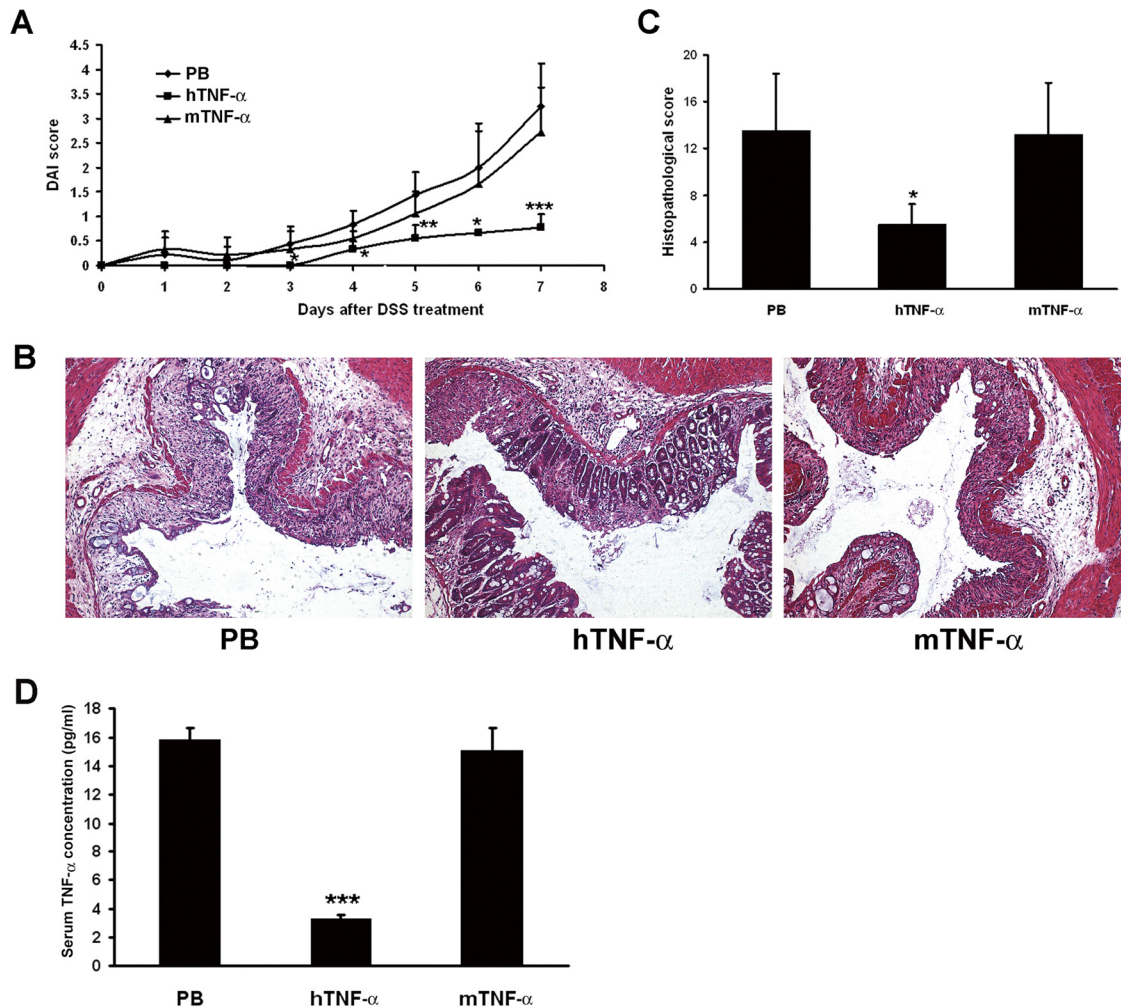 A
DAI score
4.5
4
3.5
3
2.5
2
1.5
1
0.5
0
PB
hTNF-α
mTNF-α
*
*
**
*
***
0 1 2 3 4 5 6 7 8
Days after DSS treatment
C
Histopathological score
20
16
12
8
4
0
*
PB hTNF-α mTNF-α
B
PB hTNF-α mTNF-α
D
Serum TNF-α concentration (pg/ml)
18
16
14
12
10
8
6
4
2
0
***
PB hTNF-α mTNF-α